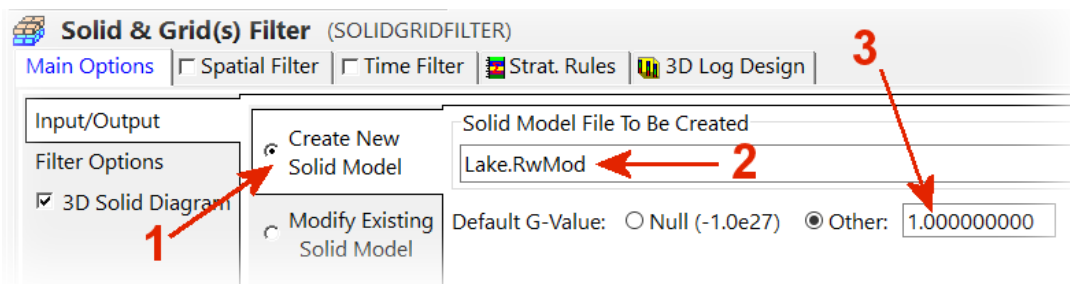 Solid & Grid(s) Filter (SOLIDGRIDFILTER)
Main Options Spatial Filter Time Filter Strat. Rules 3D Log Design
3
Input/Output
Filter Options
3D Solid Diagram
1
Create New
Solid Model
Modify Existing
Solid Model
Solid Model File To Be Created
Lake.RwMod
2
Default G-Value: Null (-1.0e27) Other: 1.000000000